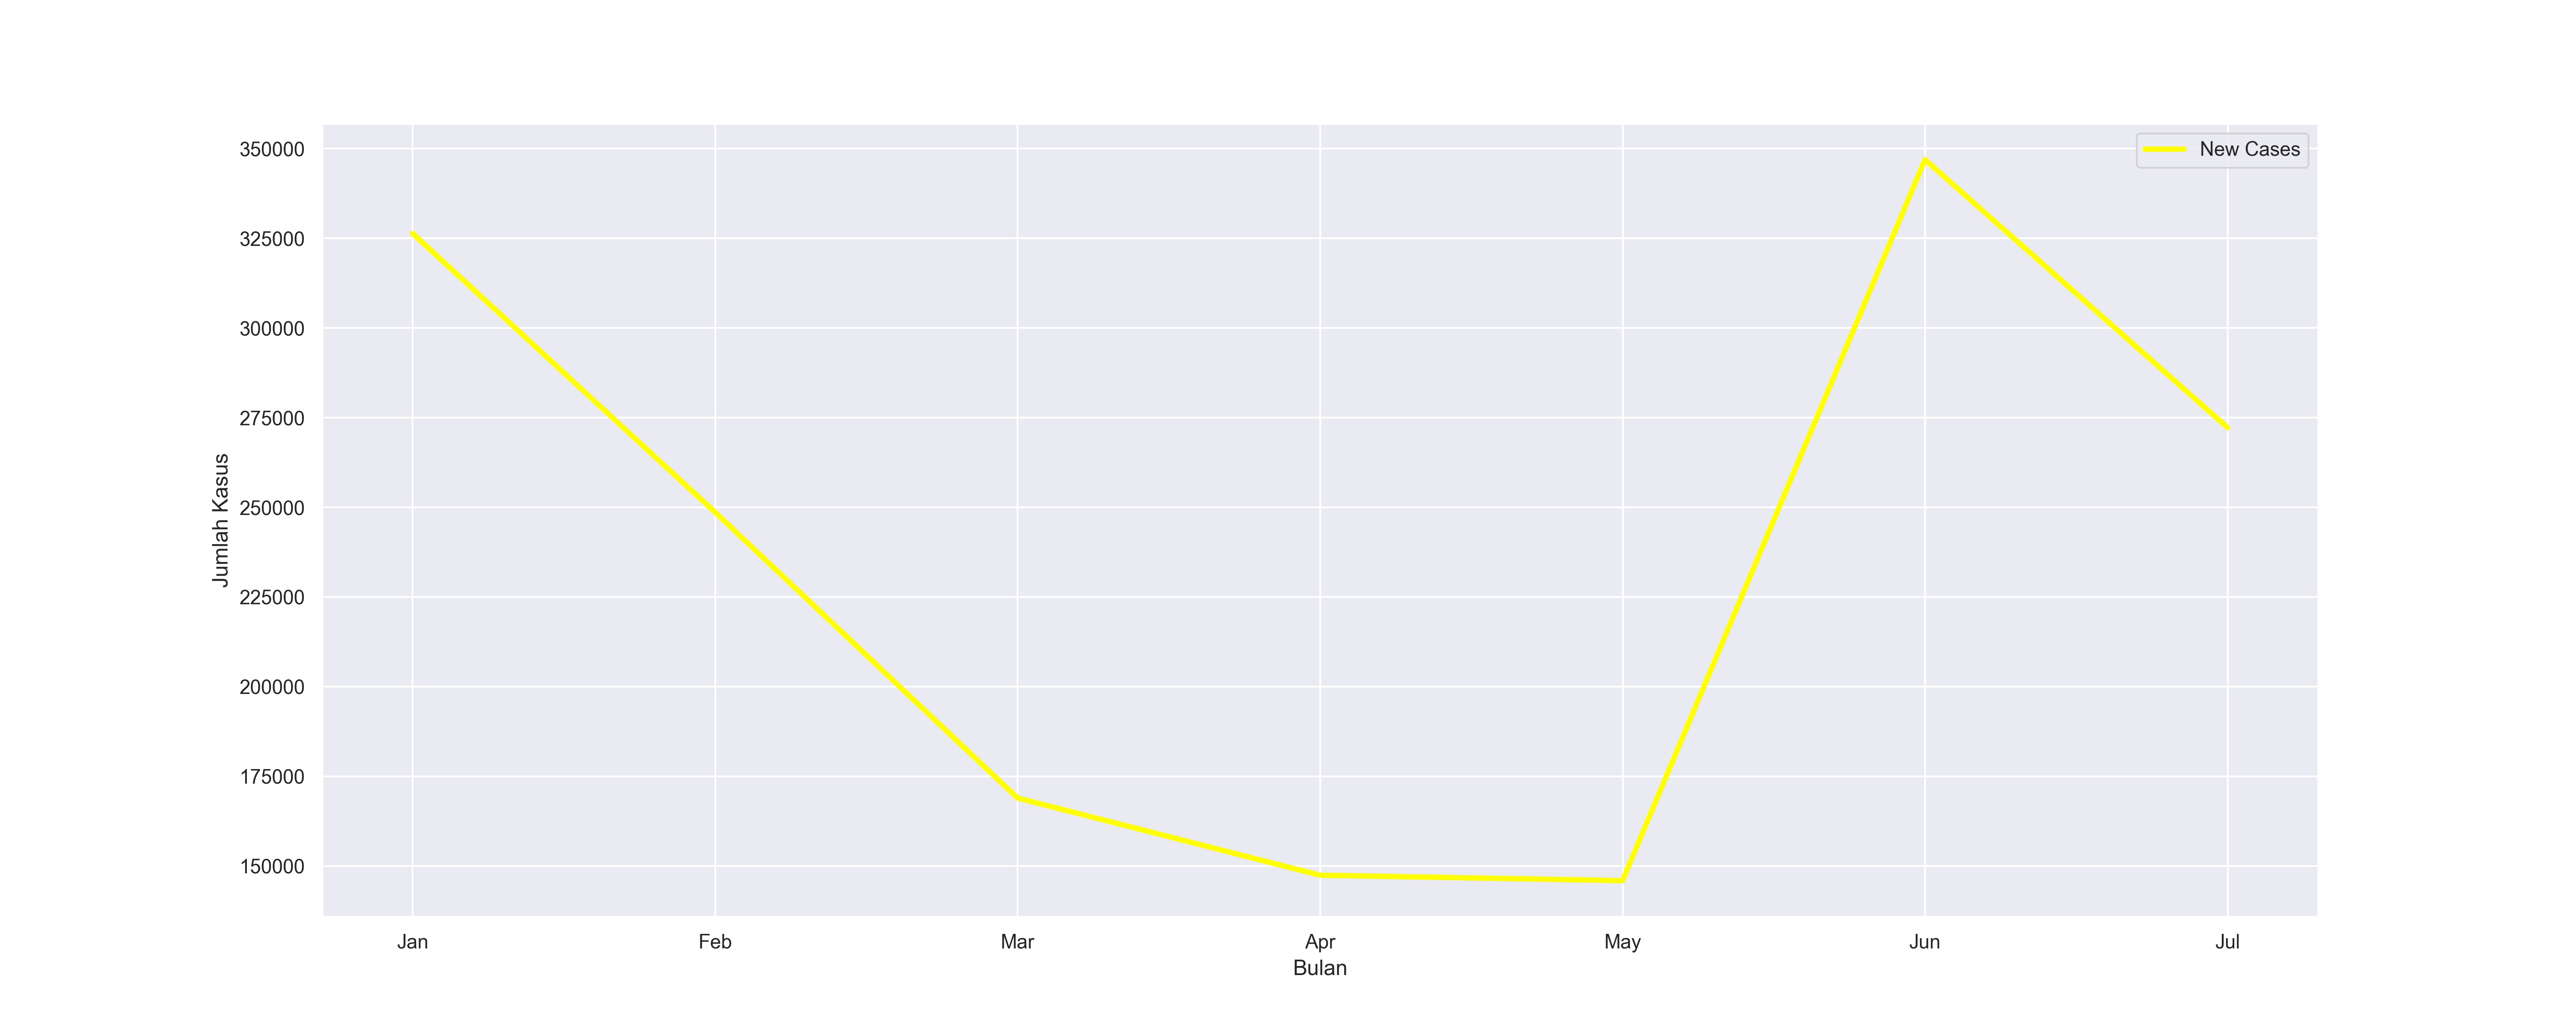 350000
325000
300000
275000
250000
225000
200000
175000
150000
Jumlah Kasus
New Cases
Jan Feb Mar Apr May Jun Jul
Bulan